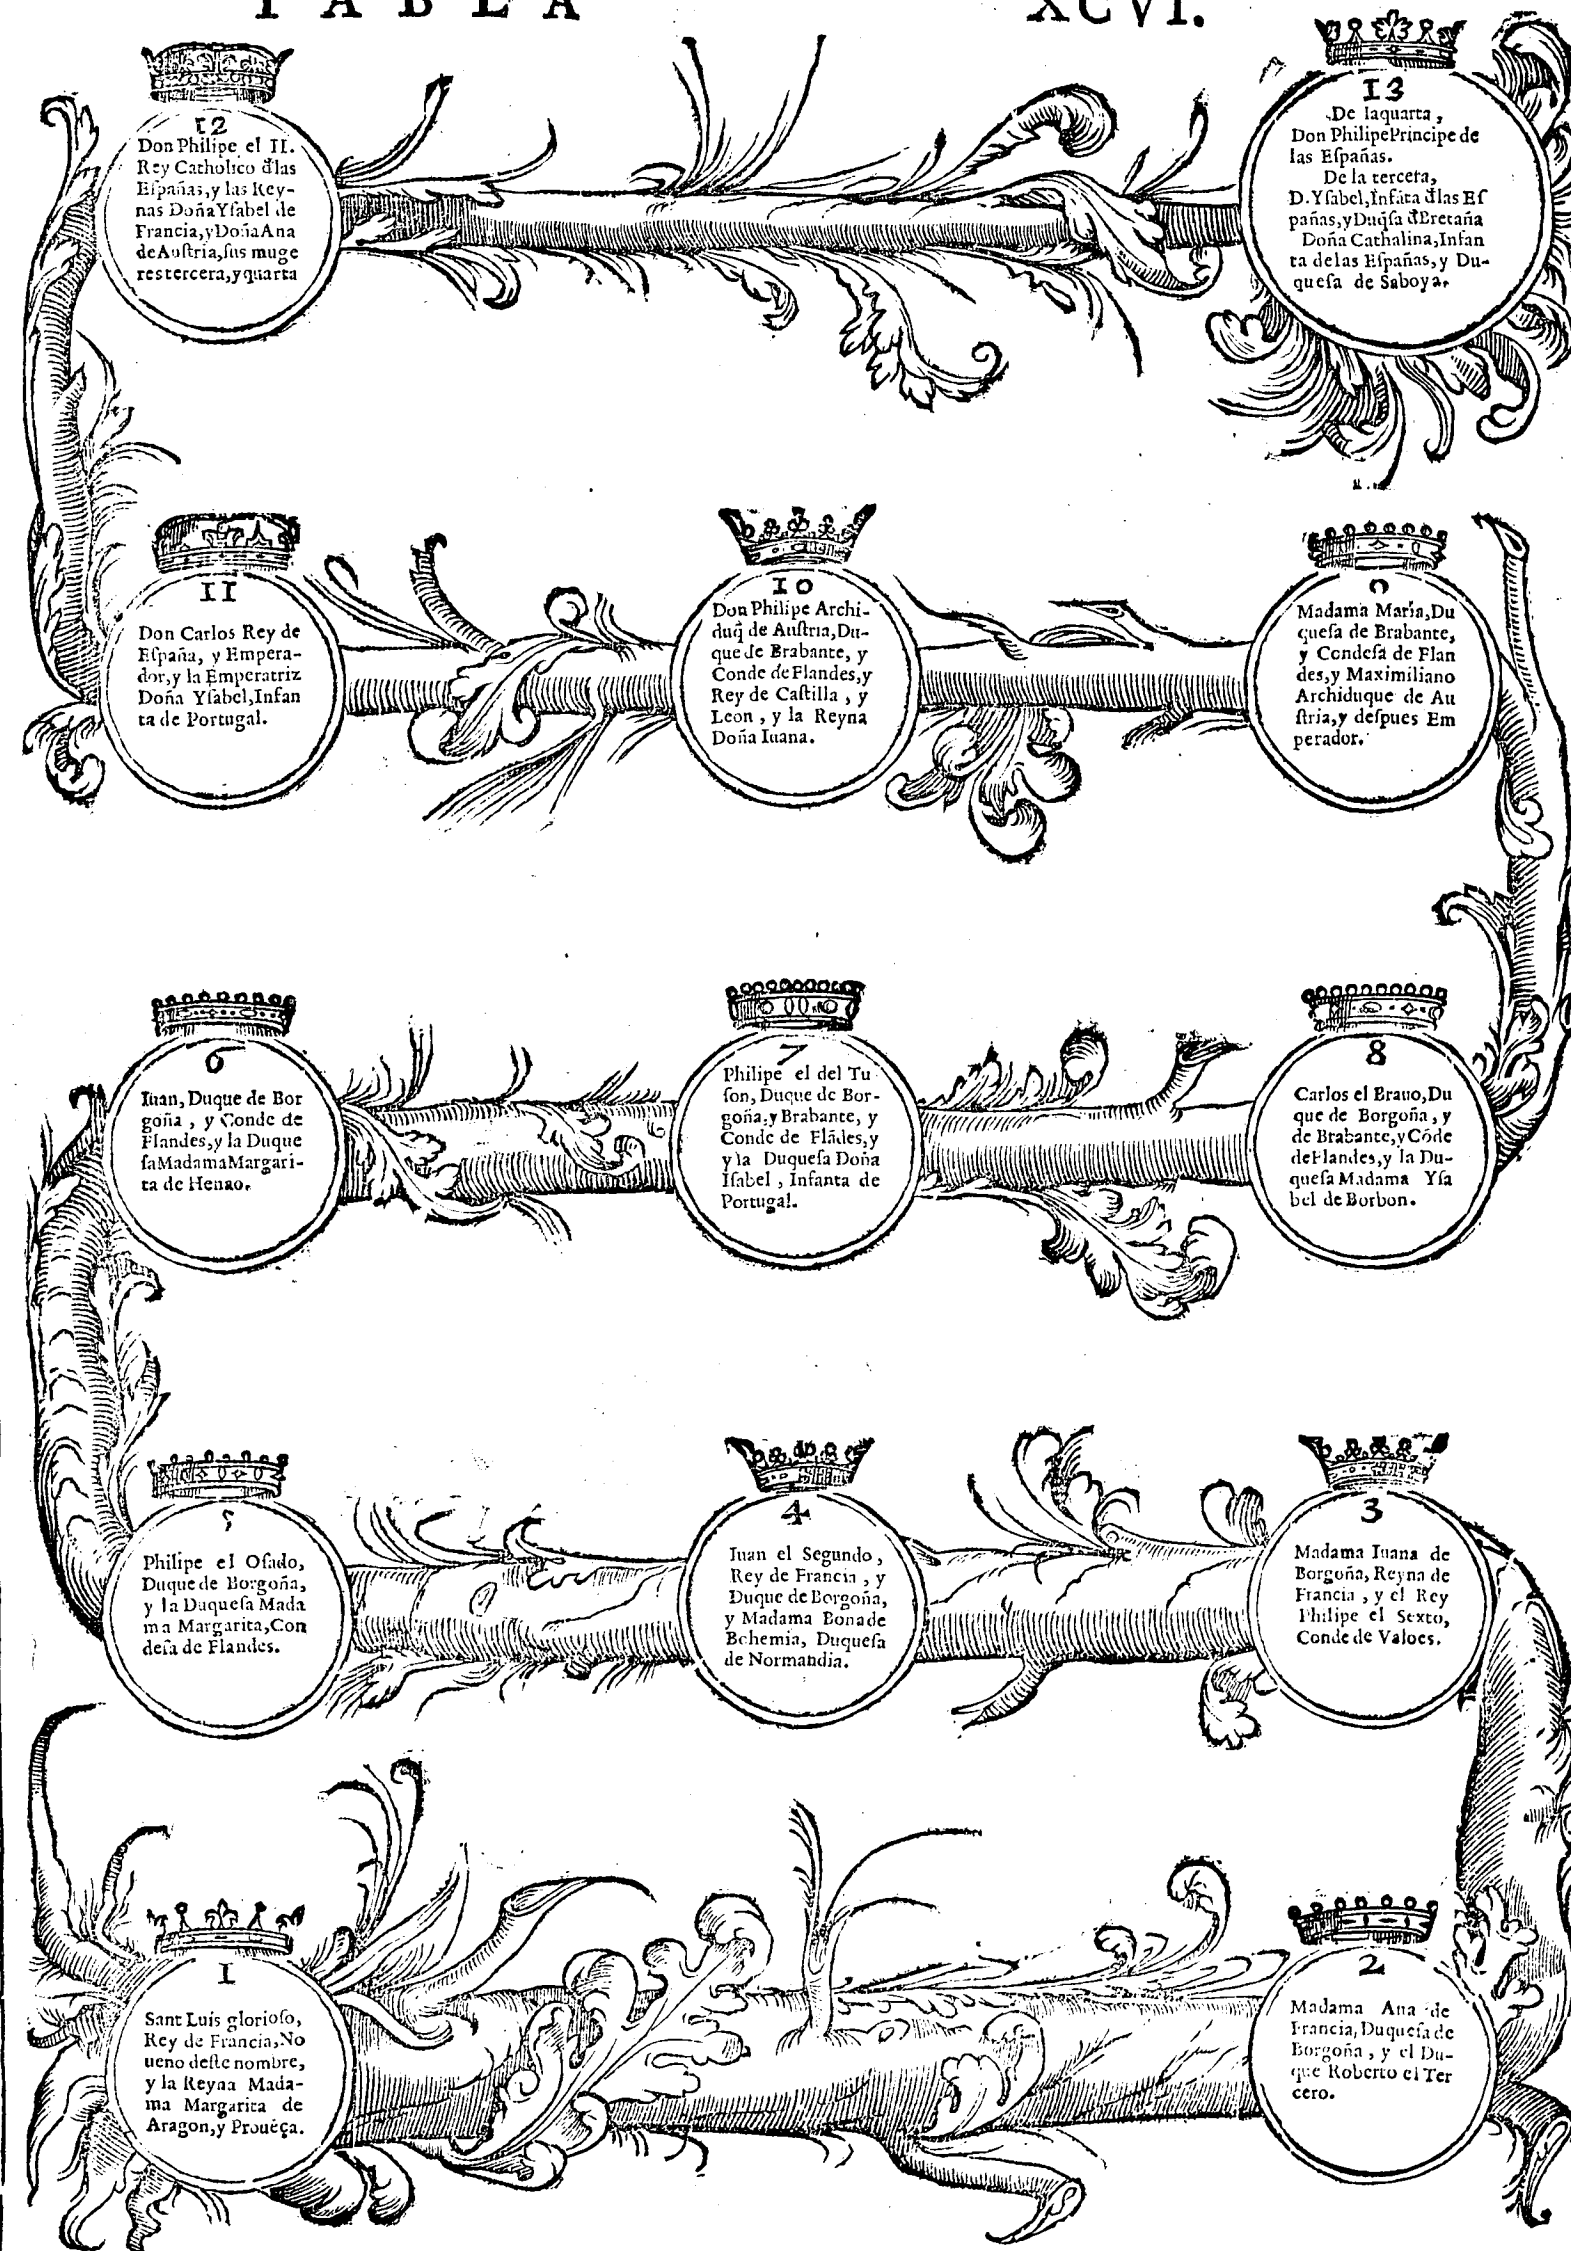 TABLA XCVI.
12
Don Philipe el II.
Rey Catholico d̃las
Eſpañas,y las Rey-
nas Doña Yſabel de
Francia,y Doña Ana
de Auſtria,ſus muge
res tercera,y quarta
13
De la quarta,
Don Philipe Principe de
las Eſpañas.
De la tercera,
D.Yſabel,Infãta d̃las Eſ
pañas,y Duq̃ſa d̃ Bretaña
Doña Cathalina,Infan
ta de las Eſpañas,y Du-
queſa de Saboya.
11
Don Carlos Rey de
Eſpaña, y Empera-
dor,y la Emperatriz
Doña Yſabel,Infan
ta de Portugal.
10
Don Philipe Archi-
duq̃ de Auſtria,Du-
que de Brabante, y
Conde de Flandes,y
Rey de Caſtilla, y
Leon, y la Reyna
Doña Iuana.
9
Madama Maria,Du
queſa de Brabante,
y Condeſa de Flan
des,y Maximiliano
Archiduque de Au
ſtria,y deſpues Em
perador.
6
Iuan, Duque de Bor
goña, y Conde de
Flandes,y la Duque
ſa Madama Margari-
ta de Henao.
7
Philipe el del Tu
ſon, Duque de Bor-
goña,y Brabante, y
Conde de Flãdes,y
y la Duqueſa Doña
Iſabel, Infanta de
Portugal.
8
Carlos el Brauo,Du
que de Borgoña, y
de Brabante,y Cõde
de Flandes,y la Du-
queſa Madama Yſa
bel de Borbon.
5
Philipe el Oſado,
Duque de Borgoña,
y la Duqueſa Mada
ma Margarita,Con
deſa de Flandes.
4
Iuan el Segundo,
Rey de Francia, y
Duque de Borgoña,
y Madama Bona de
Bohemia, Duqueſa
de Normandia.
3
Madama Iuana de
Borgoña, Reyna de
Francia, y el Rey
Philipe el Sexto,
Conde de Valoes.
1
Sant Luis glorioſo,
Rey de Francia,No
ueno deſte nombre,
y la Reyna Mada-
ma Margarita de
Aragon,y Prouẽça.
2
Madama Ana de
Francia, Duqueſa de
Borgoña, y el Du-
que Roberto el Ter
cero.